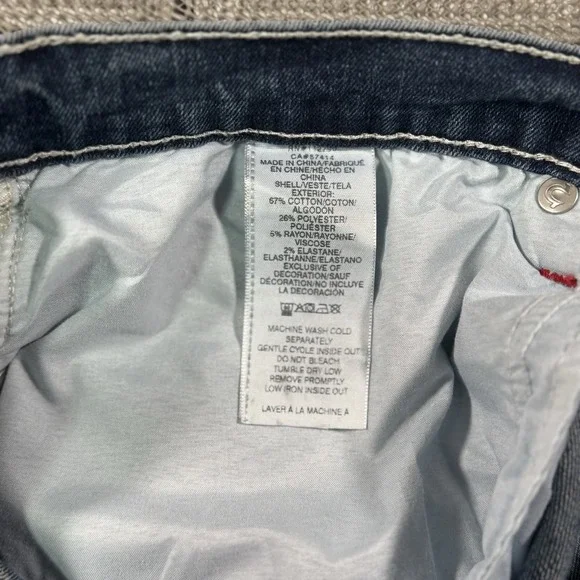 CA#57414
MADE IN CHINA/FABRIQUÉ
EN CHINE/HECHO EN
CHINA
SHELL/VESTE/TELA
EXTERIOR:
67% COTTON/COTON/
ALGODON
26% POLYESTER/
POLIÉSTER
5% RAYON/RAYONNE/
VISCOSE
2% ELASTANE/
ELASTHANNE/ELASTANO
EXCLUSIVE OF
DECORATION/SAUF
DÉCORATION/NO INCLUYE
LA DECORACIÓN
MACHINE WASH COLD
SEPARATELY
GENTLE CYCLE INSIDE OUT
DO NOT BLEACH
TUMBLE DRY LOW
REMOVE PROMPTLY
LOW IRON INSIDE OUT
LAVER À LA MACHINE À